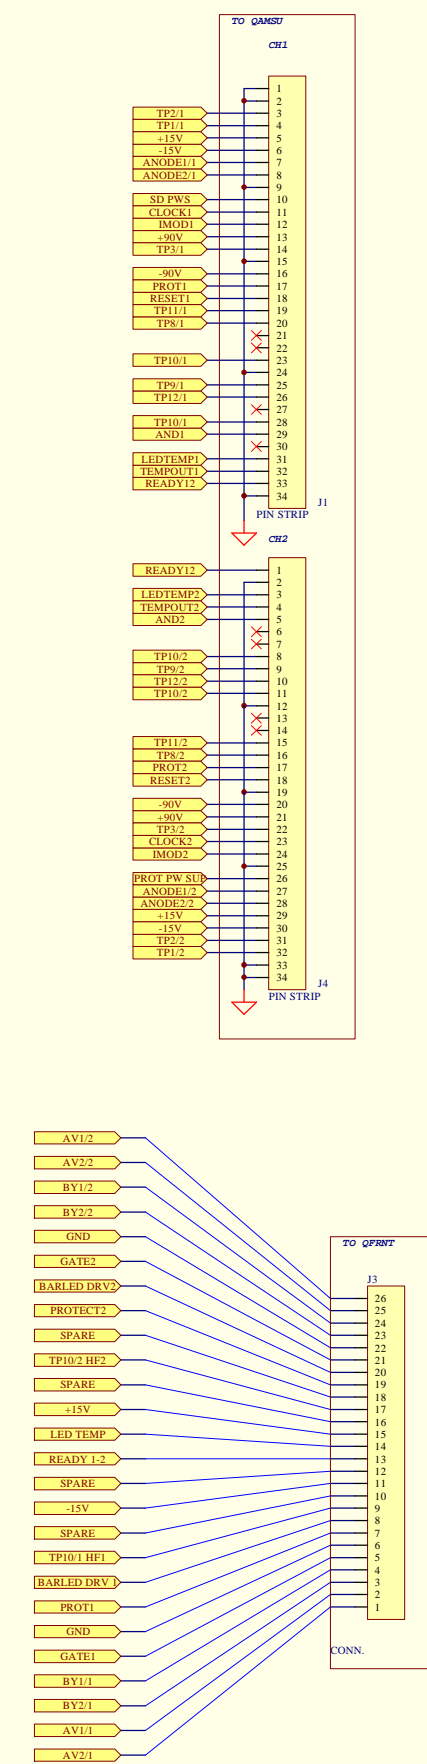 TO QAMSU
CH1
1
2
TP2/1 3
TP1/1 4
+15V 5
-15V 6
ANODE1/1 7
ANODE2/1 8
9
SD PWS 10
CLOCK1 11
IMOD1 12
+90V 13
TP3/1 14
15
-90V 16
PROT1 17
RESET1 18
TP11/1 19
TP8/1 20
21
22
TP10/1 23
24
TP9/1 25
TP12/1 26
27
TP10/1 28
AND1 29
30
LEDTEMP1 31
TEMPOUT1 32
READY12 33
34
J1
PIN STRIP
CH2
READY12 1
2
LEDTEMP2 3
TEMPOUT2 4
AND2 5
6
7
TP10/2 8
TP9/2 9
TP12/2 10
TP10/2 11
12
13
14
TP11/2 15
TP8/2 16
PROT2 17
RESET2 18
19
-90V 20
+90V 21
TP3/2 22
CLOCK2 23
IMOD2 24
25
PROT PW SUP 26
ANODE1/2 27
ANODE2/2 28
+15V 29
-15V 30
TP2/2 31
TP1/2 32
33
34
J4
PIN STRIP
AV1/2
AV2/2
BY1/2
BY2/2
GND
GATE2
BARLED DRV2
PROTECT2
SPARE
TP10/2 HF2
SPARE
+15V
LED TEMP
READY 1-2
SPARE
-15V
SPARE
TP10/1 HF1
BARLED DRV 1
PROT1
GND
GATE1
BY1/1
BY2/1
AV1/1
AV2/1
TO QFRNT
J3
26
25
24
23
22
21
20
19
18
17
16
15
14
13
12
11
10
9
8
7
6
5
4
3
2
1
CONN.